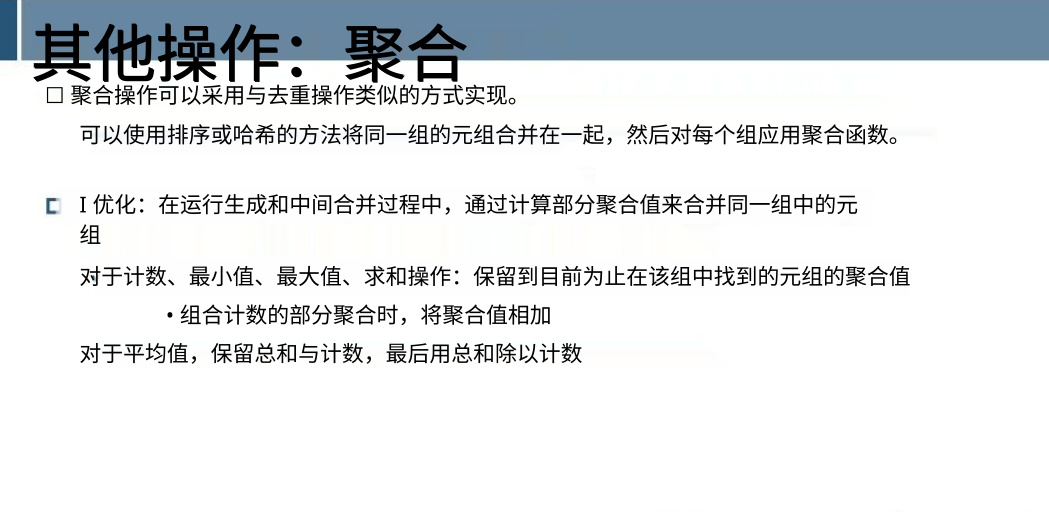 其他操作：聚合
□ 聚合操作可以采用与去重操作类似的方式实现。
可以使用排序或哈希的方法将同一组的元组合并在一起，然后对每个组应用聚合函数。
I 优化：在运行生成和中间合并过程中，通过计算部分聚合值来合并同一组中的元
组
对于计数、最小值、最大值、求和操作：保留到目前为止在该组中找到的元组的聚合值
• 组合计数的部分聚合时，将聚合值相加
对于平均值，保留总和与计数，最后用总和除以计数